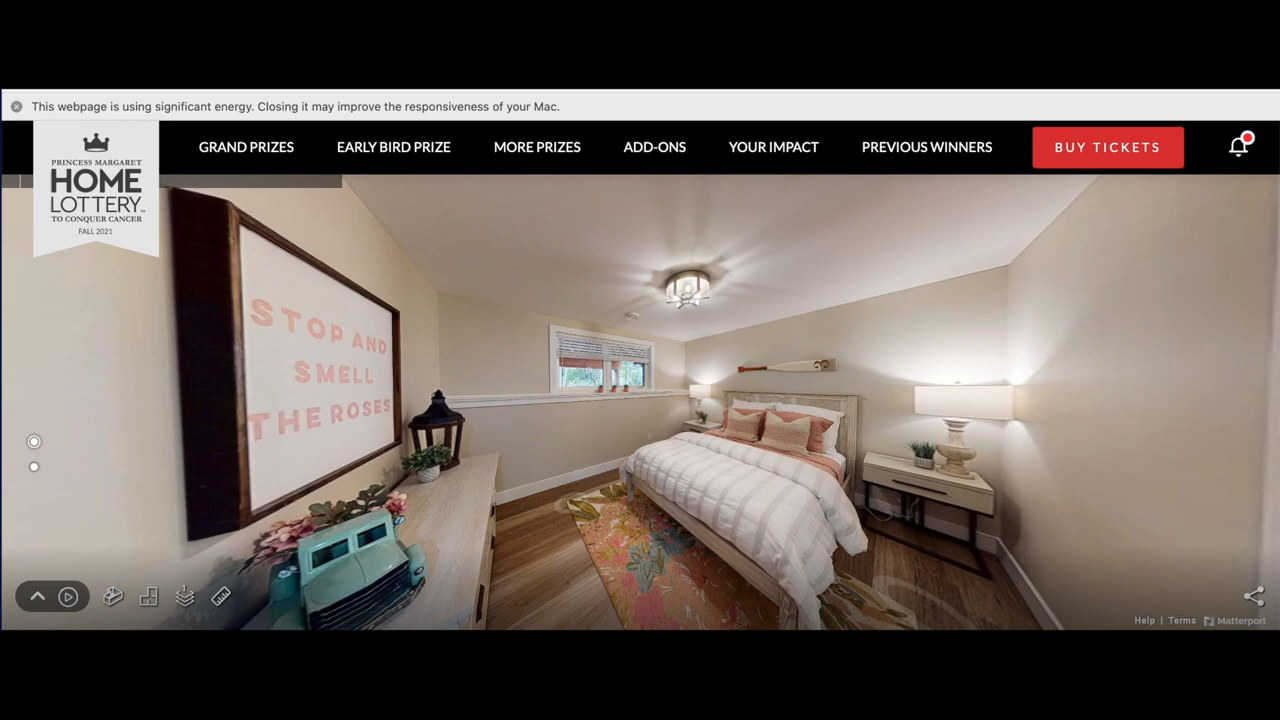 This webpage is using significant energy. Closing it may improve the responsiveness of your Mac.
PRINCESS MARGARET
HOME
LOTTERY™
TO CONQUER CANCER
FALL 2021
GRAND PRIZES
EARLY BIRD PRIZE
MORE PRIZES
ADD-ONS
YOUR IMPACT
PREVIOUS WINNERS
BUY TICKETS
STOP AND
SMELL
THE ROSES
Help | Terms
Matterport